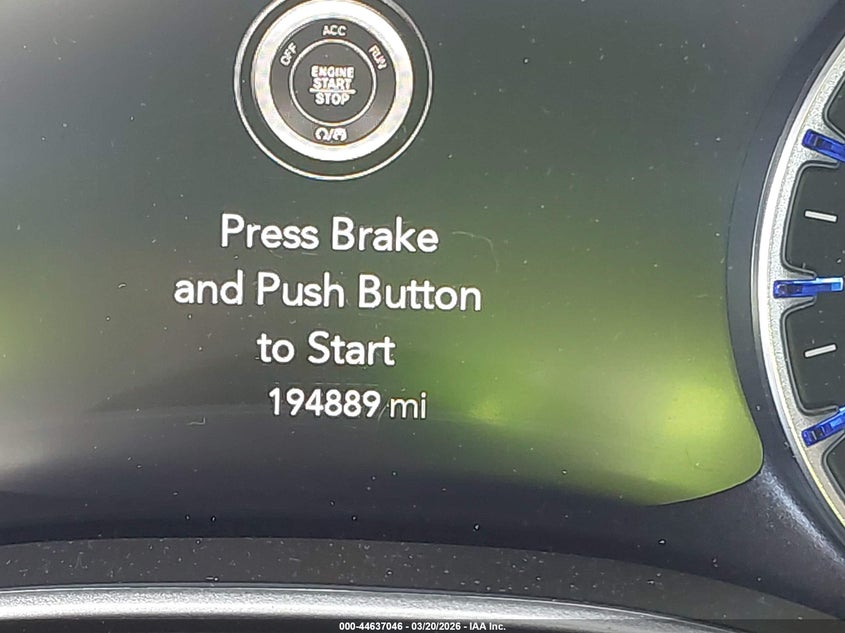 ACC
OFF
RUN
ENGINE
START
STOP
Press Brake
and Push Button
to Start
194889 mi
000-44637046 - 03/20/2026 - IAA Inc.